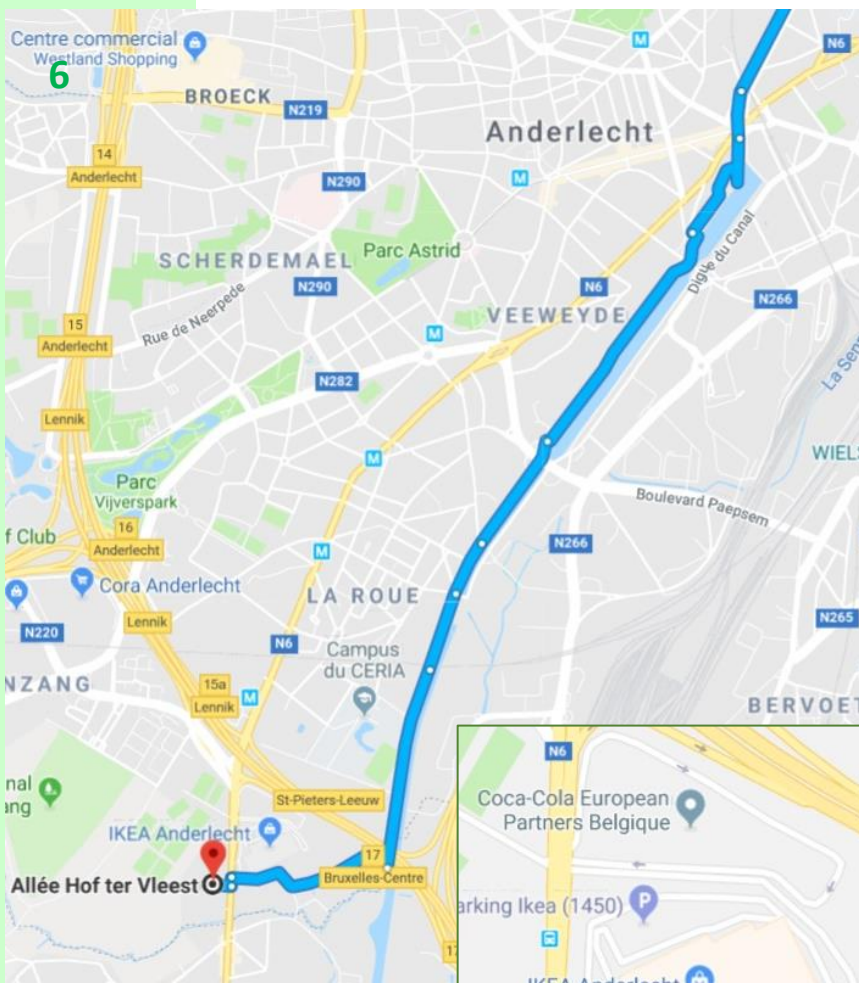 Centre commercial
Westland Shopping
6
M
N6
BROECK
N219
14
Anderlecht
Anderlecht
N290
M
SCHERDEMAEL
Parc Astrid
N290
N6
Digue du Canal
N266
VEEWEYDE
15
Anderlecht
Rue de Neerpede
M
N282
Lennik
M
WIELS
Parc
Vijverspark
Boulevard Paepsem
f Club
16
Anderlecht
M
N266
Cora Anderlecht
LA ROUE
Lennik
N220
N6
N265
Campus
du CERIA
NZANG
15a
Lennik
M
BERVOET
N6
nal
ang
St-Pieters-Leeuw
Coca-Cola European
Partners Belgique
IKEA Anderlecht
17
Bruxelles-Centre
Allée Hof ter Vleest
arking Ikea (1450)
P
17
IKEA Anderlecht